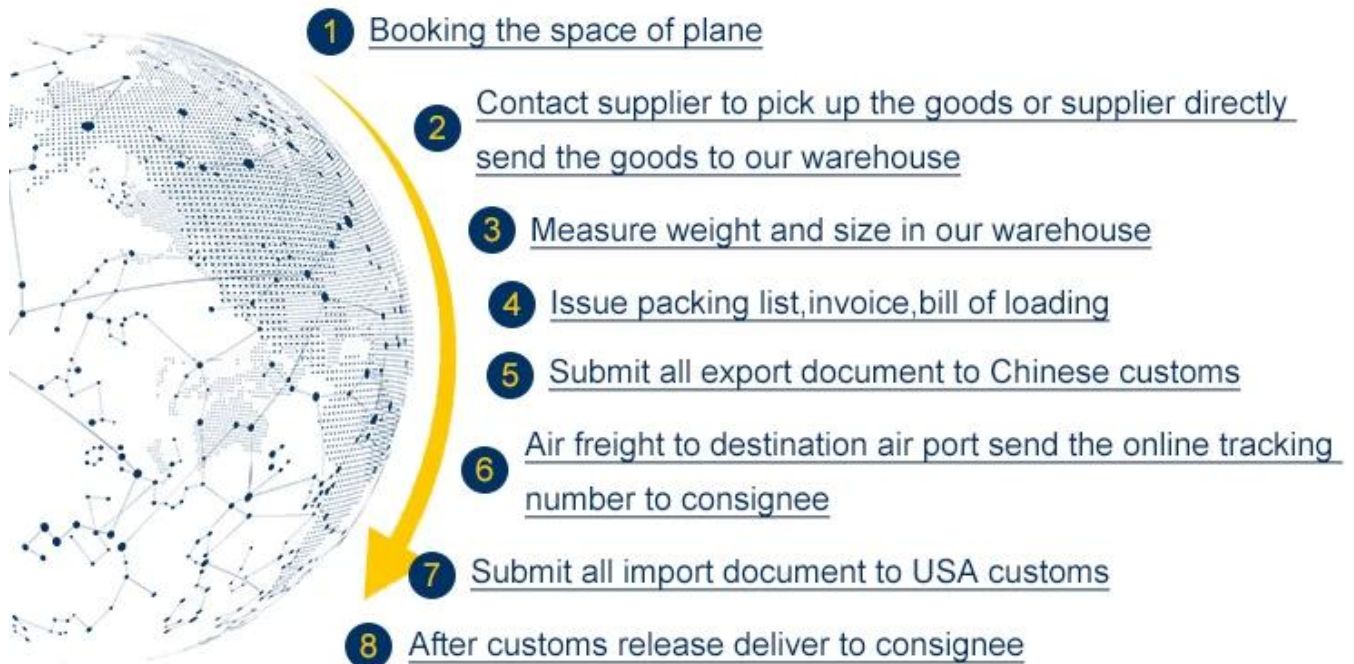 1 Booking the space of plane
2 Contact supplier to pick up the goods or supplier directly
send the goods to our warehouse
3 Measure weight and size in our warehouse
4 Issue packing list,invoice,bill of loading
5 Submit all export document to Chinese customs
6 Air freight to destination air port send the online tracking
number to consignee
7 Submit all import document to USA customs
8 After customs release deliver to consignee